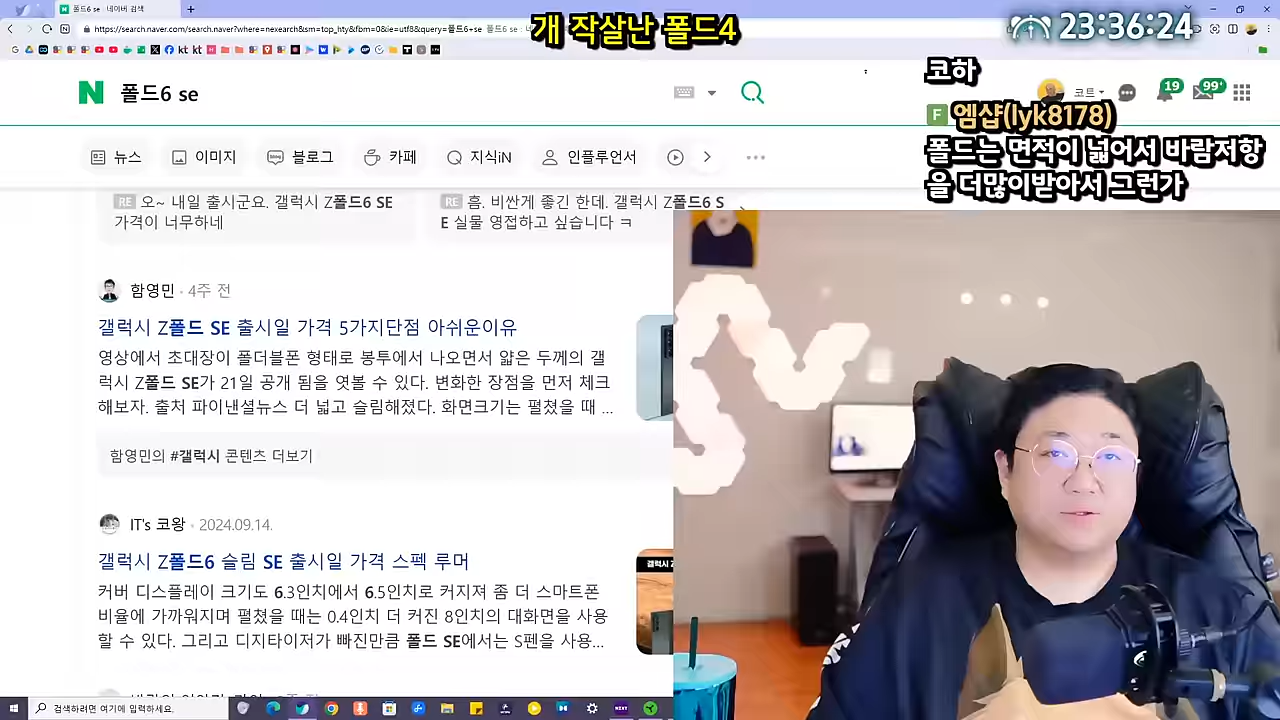 폴드6 se : 네이버 검색
개 작살난 폴드4
23:36:24
코하
F 엠샵(lyk8178)
폴드는 면적이 넓어서 바람저항
을 더많이받아서 그런가
N 폴드6 se
코트
19
99+
뉴스 이미지 블로그 카페 지식iN 인플루언서
RE 오~ 내일 출시군요. 갤럭시 Z폴드6 SE
가격이 너무하네
RE 흠. 비싼게 좋긴 한데. 갤럭시 Z폴드6 S
E 실물 영접하고 싶습니다 ㅋ
함영민 · 4주 전
갤럭시 Z폴드 SE 출시일 가격 5가지단점 아쉬운이유
영상에서 초대장이 폴더블폰 형태로 봉투에서 나오면서 얇은 두께의 갤
럭시 Z폴드 SE가 21일 공개 됨을 엿볼 수 있다. 변화한 장점을 먼저 체크
해보자. 출처 파이낸셜뉴스 더 넓고 슬림해졌다. 화면크기는 펼쳤을 때 ...
함영민의 #갤럭시 콘텐츠 더보기
IT's 코왕 · 2024.09.14.
갤럭시 Z폴드6 슬림 SE 출시일 가격 스펙 루머
커버 디스플레이 크기도 6.3인치에서 6.5인치로 커지져 좀 더 스마트폰
비율에 가까워지며 펼쳤을 때는 0.4인치 더 커진 8인치의 대화면을 사용
할 수 있다. 그리고 디지타이저가 빠진만큼 폴드 SE에서는 S펜을 사용...
검색하려면 여기에 입력하세요.